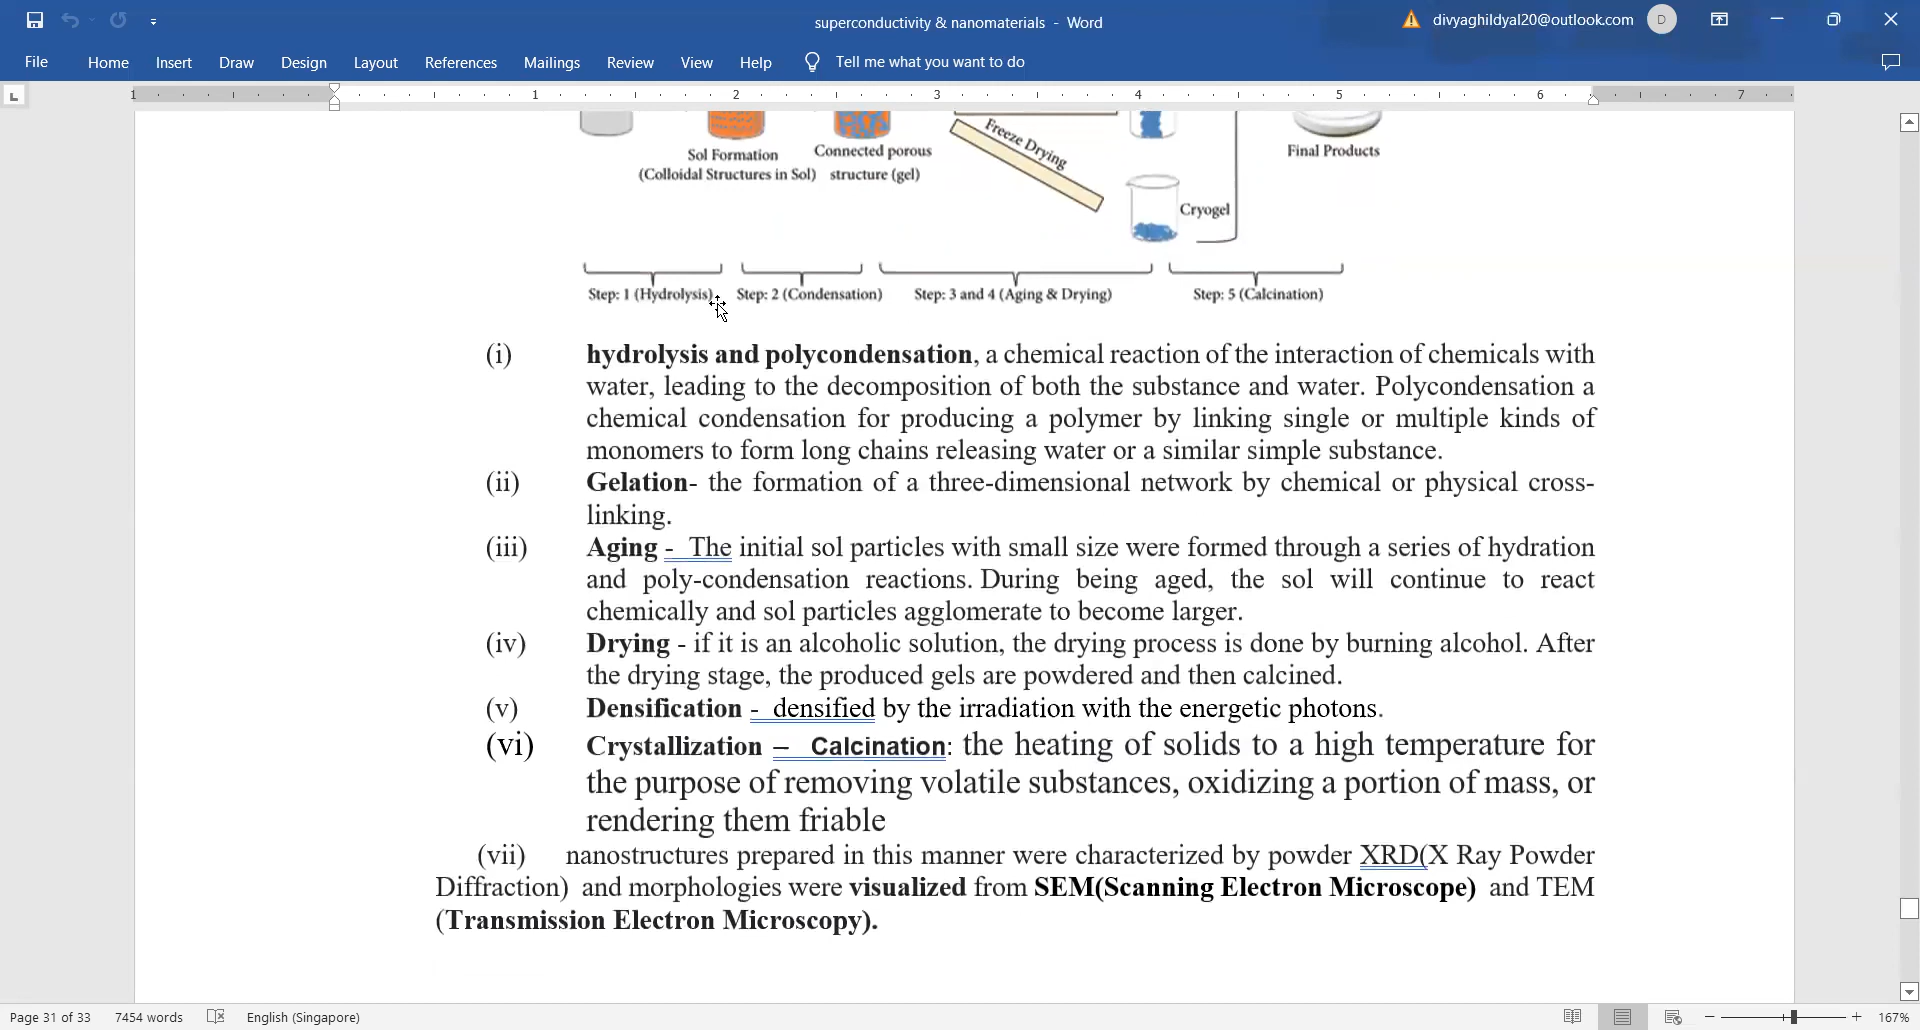 superconductivity & nanomaterials - Word
divyaghildyal20@outlook.com
D
File Home Insert Draw Design Layout References Mailings Review View Help Tell me what you want to do
L
1 1 2 3 4 5 6 7
Freeze Drying
Sol Formation
(Colloidal Structures in Sol)
Connected porous
structure (gel)
Final Products
Cryogel
Step: 1 (Hydrolysis) Step: 2 (Condensation) Step: 3 and 4 (Aging & Drying) Step: 5 (Calcination)
(i) hydrolysis and polycondensation, a chemical reaction of the interaction of chemicals with
water, leading to the decomposition of both the substance and water. Polycondensation a
chemical condensation for producing a polymer by linking single or multiple kinds of
monomers to form long chains releasing water or a similar simple substance.
(ii) Gelation- the formation of a three-dimensional network by chemical or physical cross-
linking.
(iii) Aging - The initial sol particles with small size were formed through a series of hydration
and poly-condensation reactions. During being aged, the sol will continue to react
chemically and sol particles agglomerate to become larger.
(iv) Drying - if it is an alcoholic solution, the drying process is done by burning alcohol. After
the drying stage, the produced gels are powdered and then calcined.
(v) Densification - densified by the irradiation with the energetic photons.
(vi) Crystallization – Calcination: the heating of solids to a high temperature for
the purpose of removing volatile substances, oxidizing a portion of mass, or
rendering them friable
(vii) nanostructures prepared in this manner were characterized by powder XRD(X Ray Powder
Diffraction) and morphologies were visualized from SEM(Scanning Electron Microscope) and TEM
(Transmission Electron Microscopy).
Page 31 of 33 7454 words English (Singapore) 167%